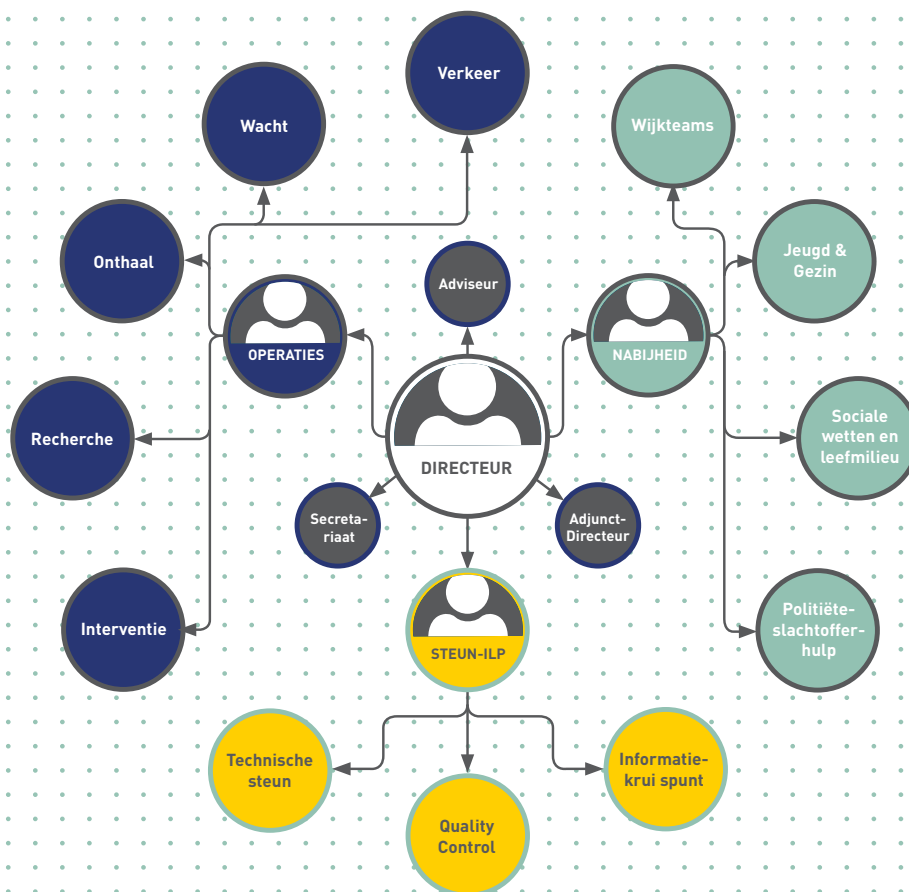 Verkeer
Wacht
Wijkteams
Onthaal
Jeugd &
Gezin
Adviseur
OPERATIES
NABIJHEID
Recherche
DIRECTEUR
Sociale
wetten en
leefmilieu
Secreta-
riaat
Adjunct-
Directeur
Interventie
STEUN-ILP
Politiëte-
slachtoffer-
hulp
Technische
steun
Informatie-
krui spunt
Quality
Control